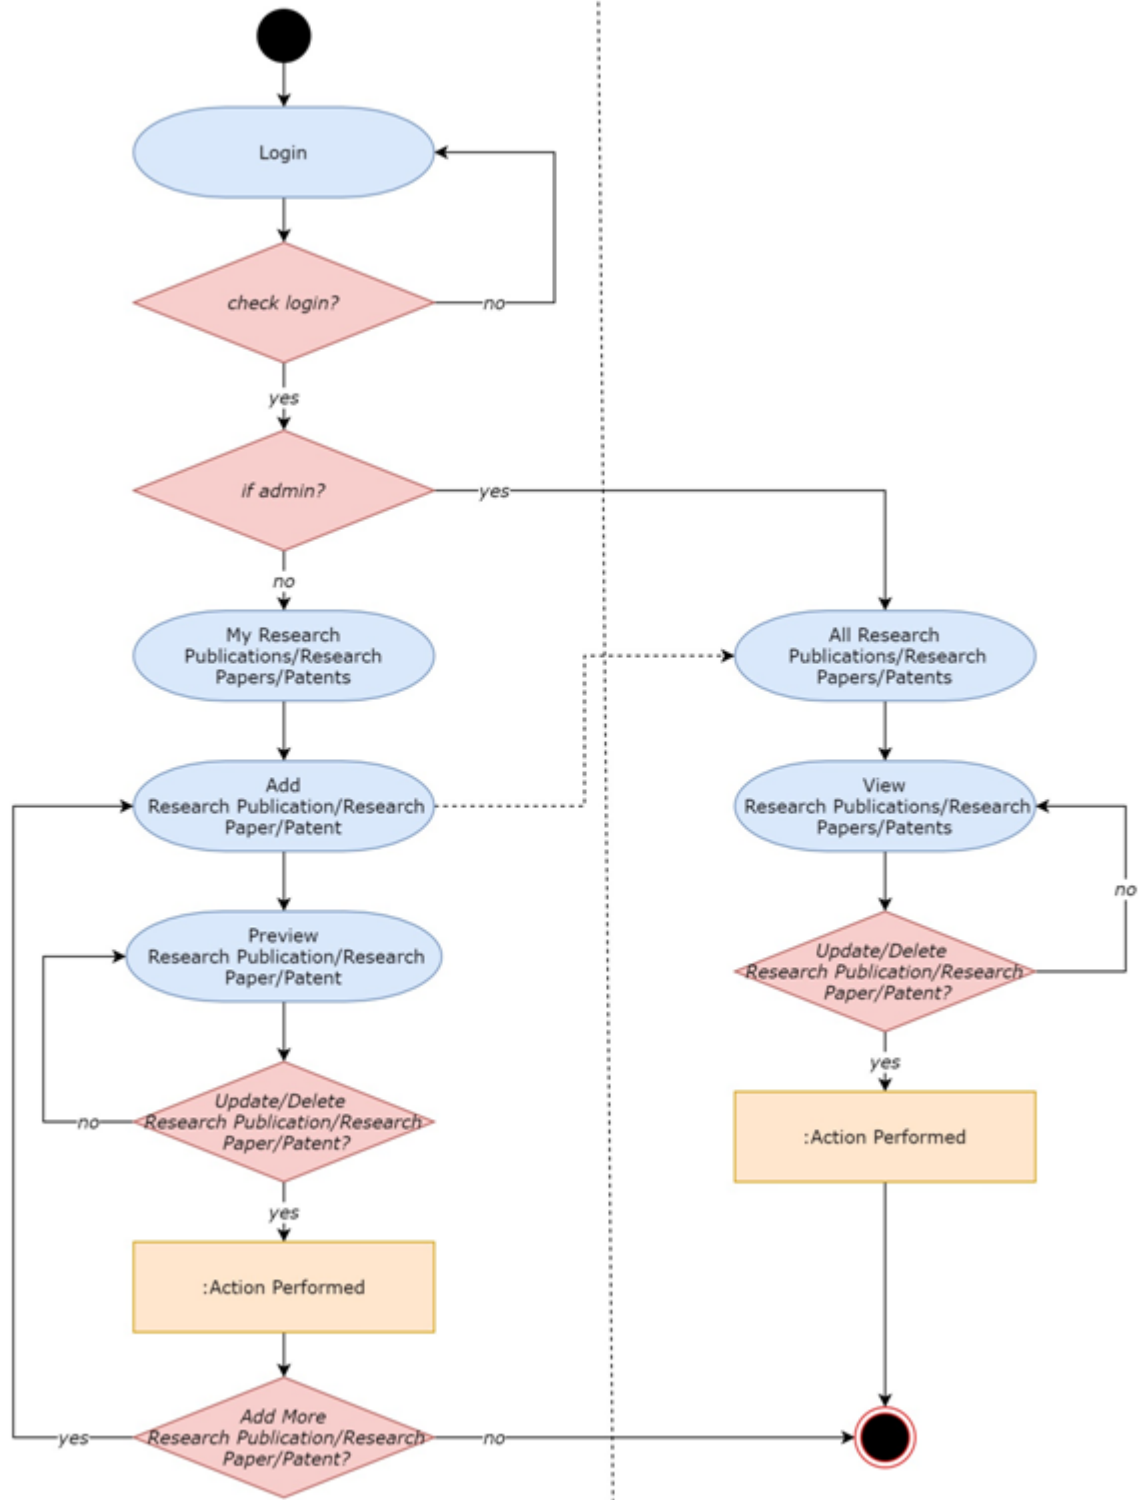 Login
check login?
no
yes
if admin?
yes
no
My Research
Publications/Research
Papers/Patents
All Research
Publications/Research
Papers/Patents
Add
Research Publication/Research
Paper/Patent
View
Research Publications/Research
Papers/Patents
no
Preview
Research Publication/Research
Paper/Patent
Update/Delete
Research Publication/Research
Paper/Patent?
yes
Update/Delete
Research Publication/Research
Paper/Patent?
no
:Action Performed
yes
:Action Performed
Add More
Research Publication/Research
Paper/Patent?
yes
no